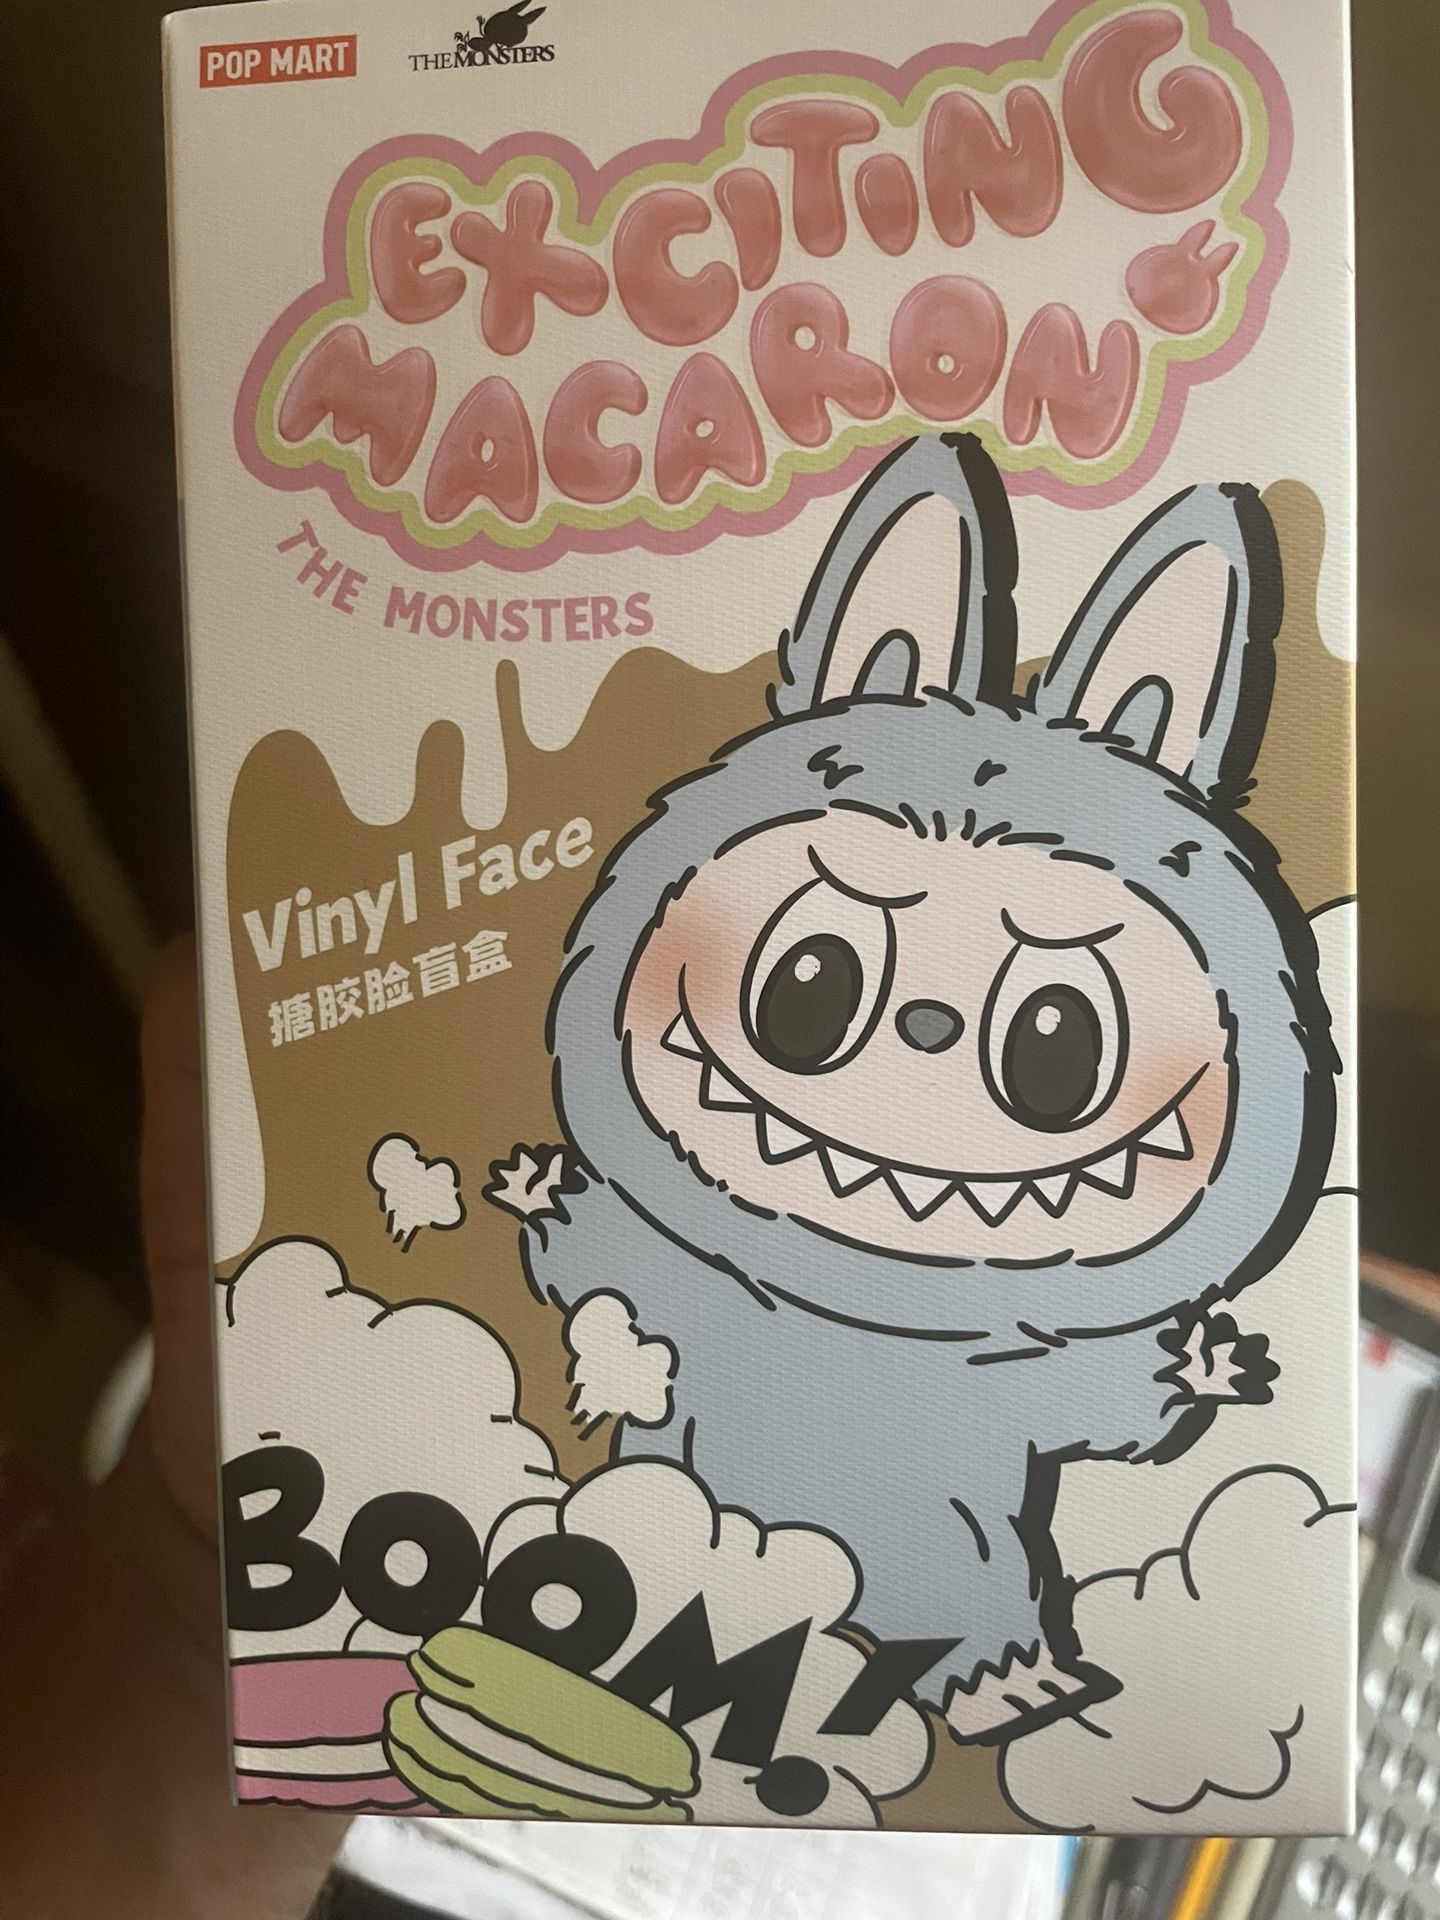 POP MART
THE MONSTERS
EXCITING
MACARON
THE MONSTERS
Vinyl Face
搪胶脸盲盒
BOOM!